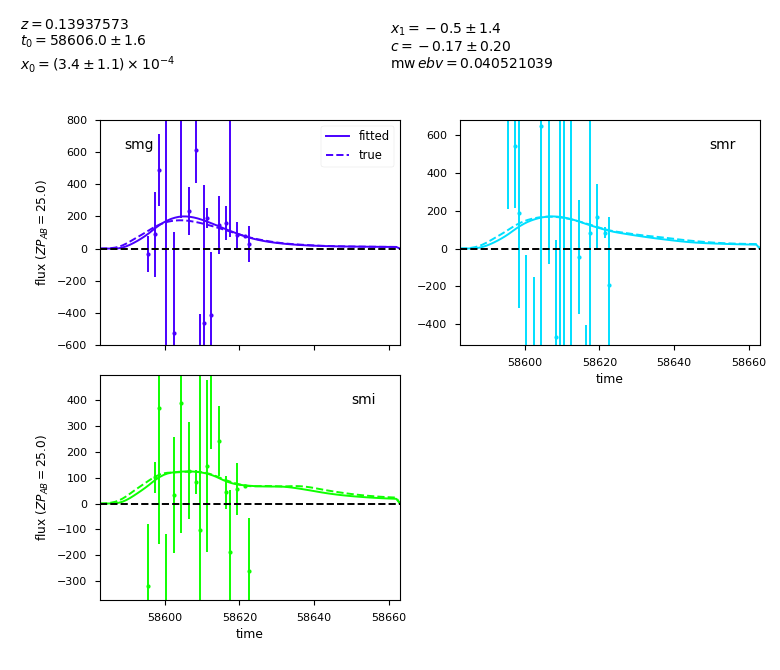 z = 0.13937573
t₀ = 58606.0 ± 1.6
x₀ = (3.4 ± 1.1) × 10⁻⁴
x₁ = −0.5 ± 1.4
c = −0.17 ± 0.20
mw ebv = 0.040521039
smg
fitted
true
800
600
400
200
0
−200
−400
−600
flux (ZP_AB = 25.0)
smr
600
400
200
0
−200
−400
58600
58620
58640
58660
time
smi
400
300
200
100
0
−100
−200
−300
flux (ZP_AB = 25.0)
58600
58620
58640
58660
time